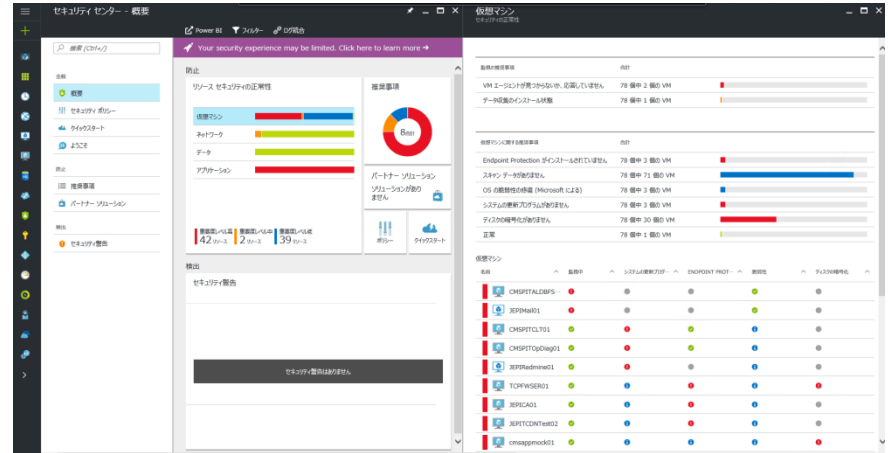 セキュリティ センター - 概要
検索 (Ctrl+/)
全般
概要
セキュリティ ポリシー
クイックスタート
ようこそ
防止
推奨事項
パートナー ソリューション
検出
セキュリティ警告
Power BI フィルター ログ統合
Your security experience may be limited. Click here to learn more →
防止
リソース セキュリティの正常性
仮想マシン
ネットワーク
データ
アプリケーション
重要度レベル高 重要度レベル中 重要度レベル低
42 リソース 2 リソース 39 リソース
推奨事項
8
パートナー ソリューション
ソリューションがあり
ません
ポリシー クイックスタート
検出
セキュリティ警告
セキュリティ警告はありません
仮想マシン
セキュリティの正常性
監視の推奨事項 合計
VM エージェントが見つからないか、応答していません 78 個中 2 個の VM
データ収集のインストール状態 78 個中 1 個の VM
仮想マシンに関する推奨事項 合計
Endpoint Protection がインストールされていません 78 個中 3 個の VM
スキャン データがありません 78 個中 71 個の VM
OS の脆弱性の修復 (Microsoft による) 78 個中 3 個の VM
システムの更新プログラムがありません 78 個中 3 個の VM
ディスクの暗号化がありません 78 個中 30 個の VM
正常 78 個中 1 個の VM
仮想マシン
名前 監視中 システムの更新プログ… ENDPOINT PROT… 脆弱性 ディスクの暗号化
CMSPITALDBFS…
JEPIMail01
CMSPITCLT01
CMSPITOpDiag01
JEPIRedmine01
TCPFWSER01
JEPICA01
JEPITCDNTest02
cmsappmock01